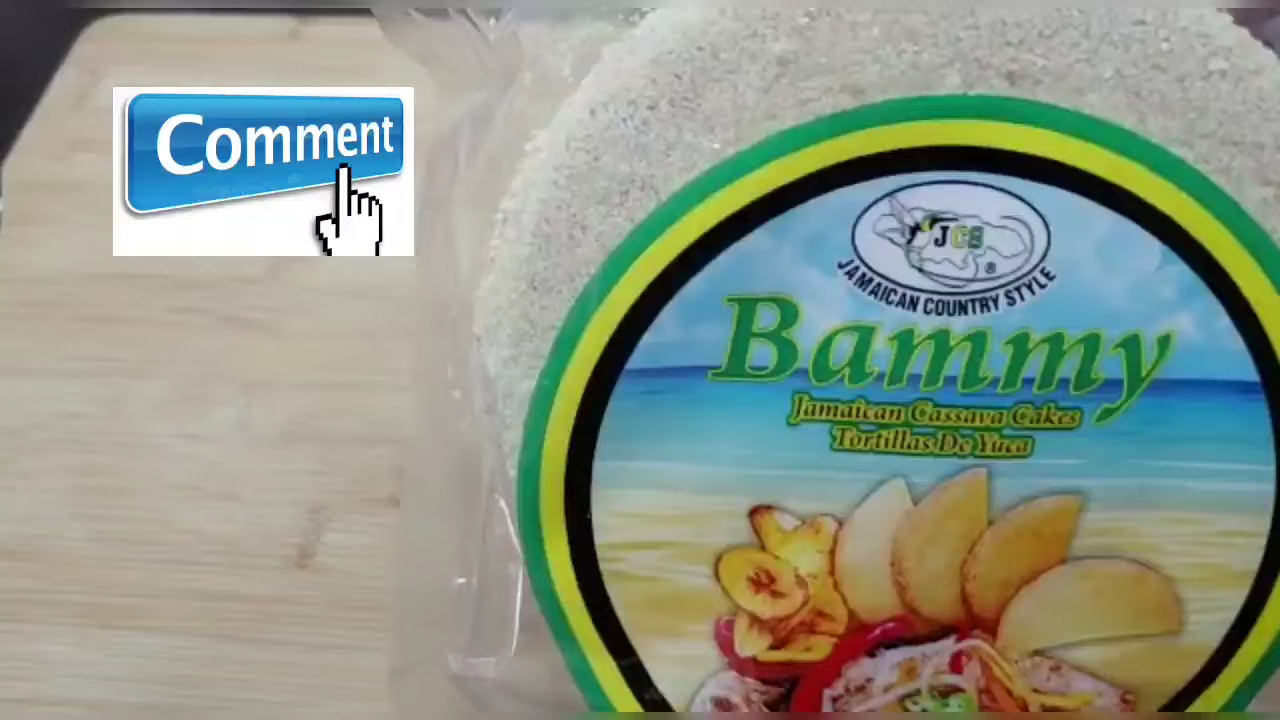 Comment
JCS
®
JAMAICAN COUNTRY STYLE
Bammy
Jamaican Cassava Cakes
Tortillas De Yuca